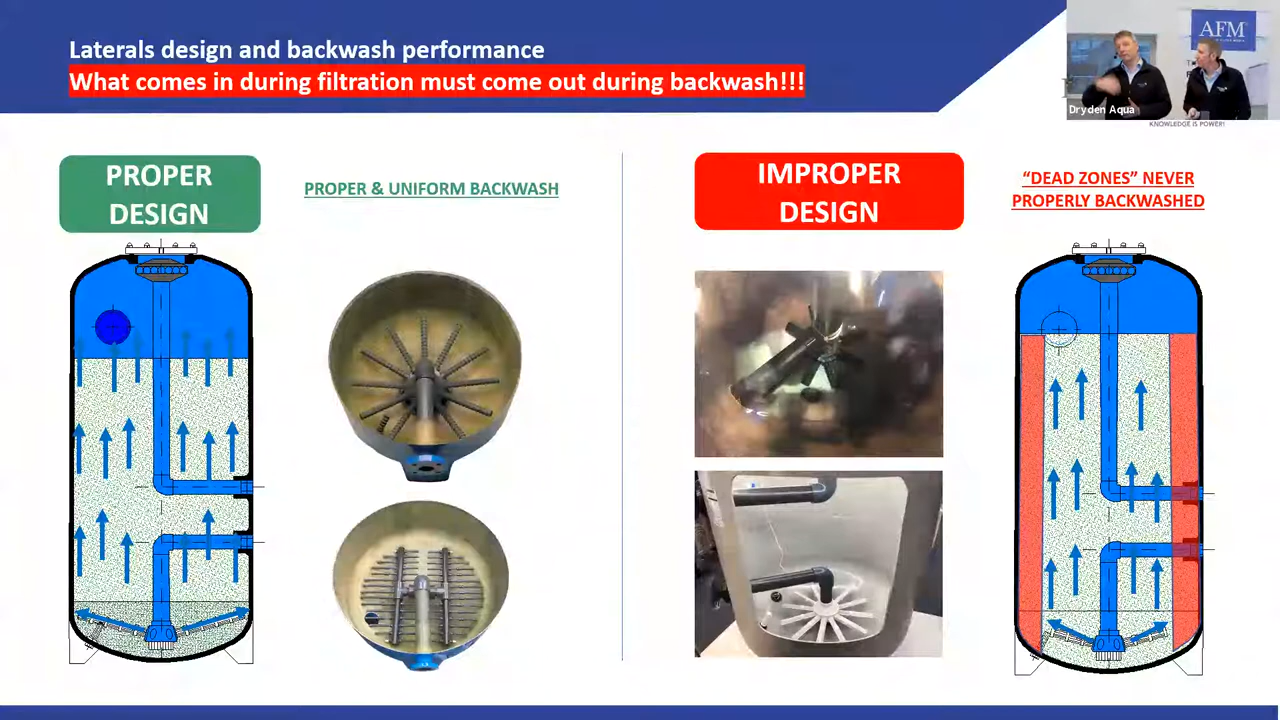 Laterals design and backwash performance
What comes in during filtration must come out during backwash!!!
AFM®
Dryden Aqua
KNOWLEDGE IS POWER!
PROPER
DESIGN
PROPER & UNIFORM BACKWASH
IMPROPER
DESIGN
“DEAD ZONES” NEVER
PROPERLY BACKWASHED